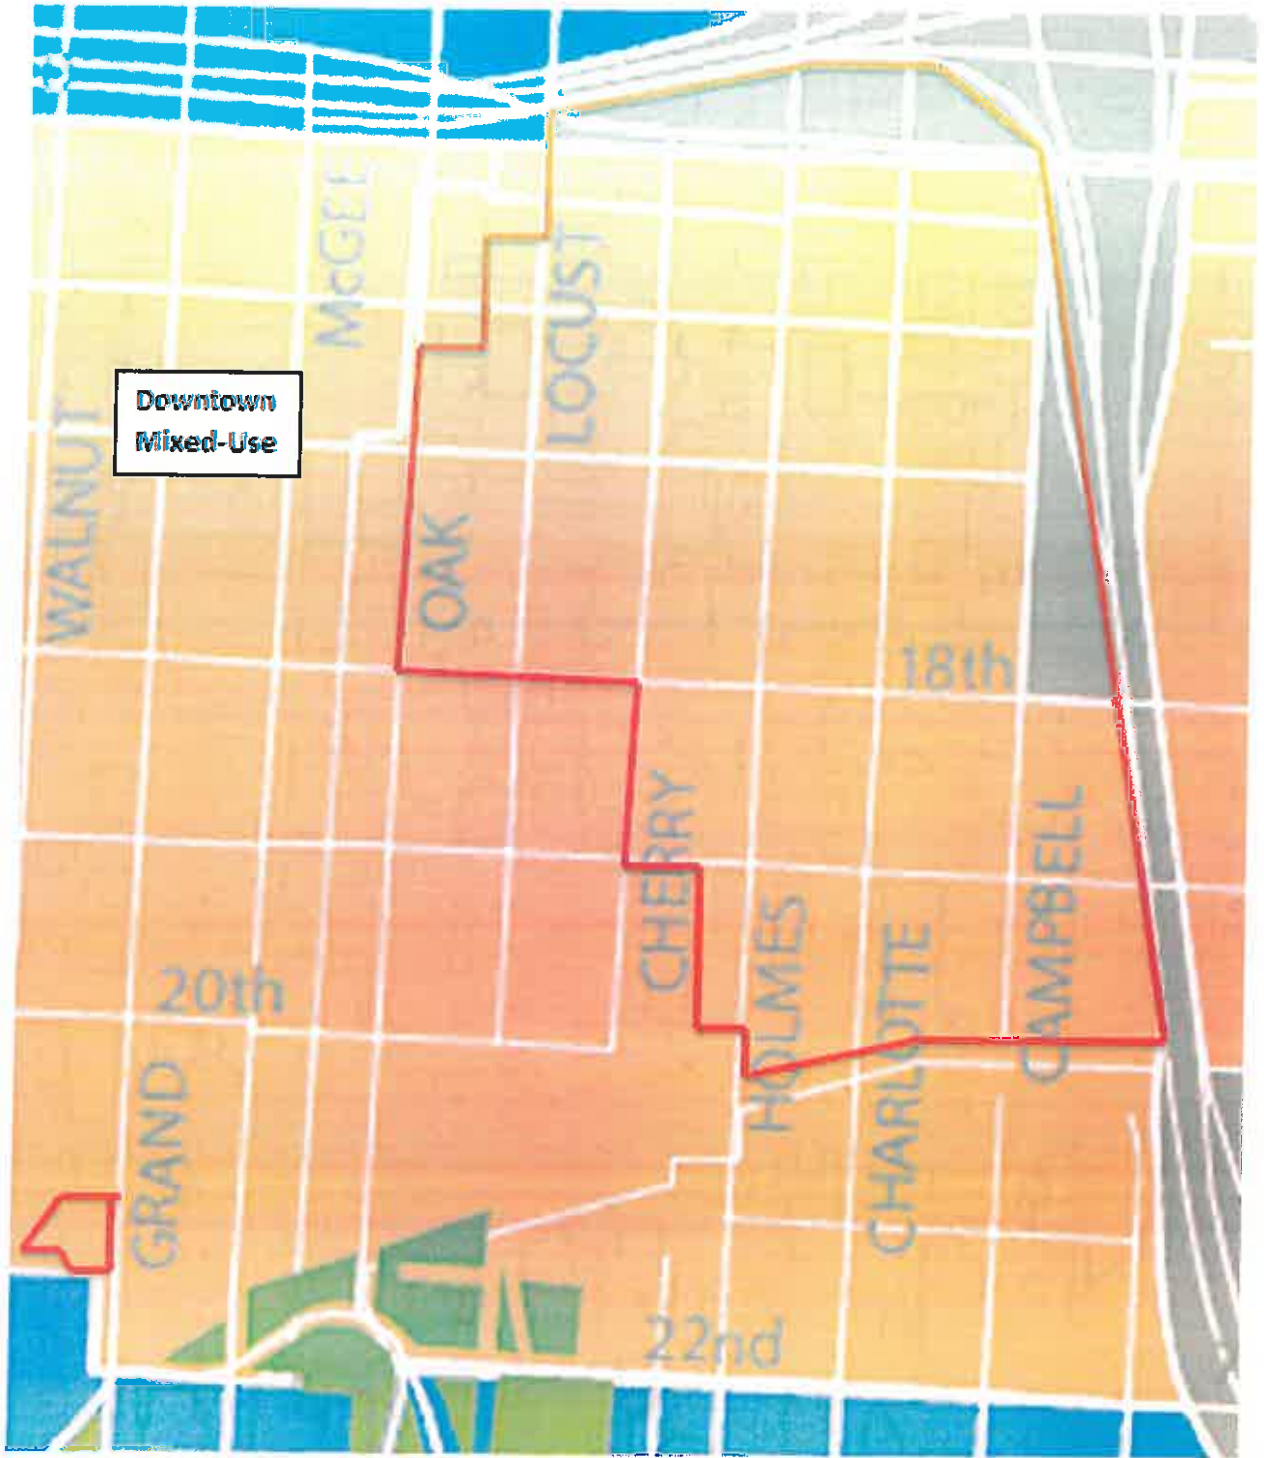 McGEE
LOCUST
Downtown
Mixed-Use
WALNUT
OAK
18th
CHERRY
CAMPBELL
HOLMES
CHARLOTTE
20th
GRAND
22nd